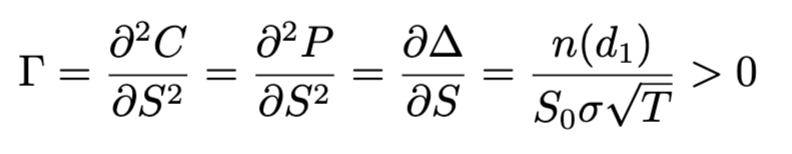 Γ = ∂²C/∂S² = ∂²P/∂S² = ∂Δ/∂S = n(d₁)/(S₀σ√T) > 0